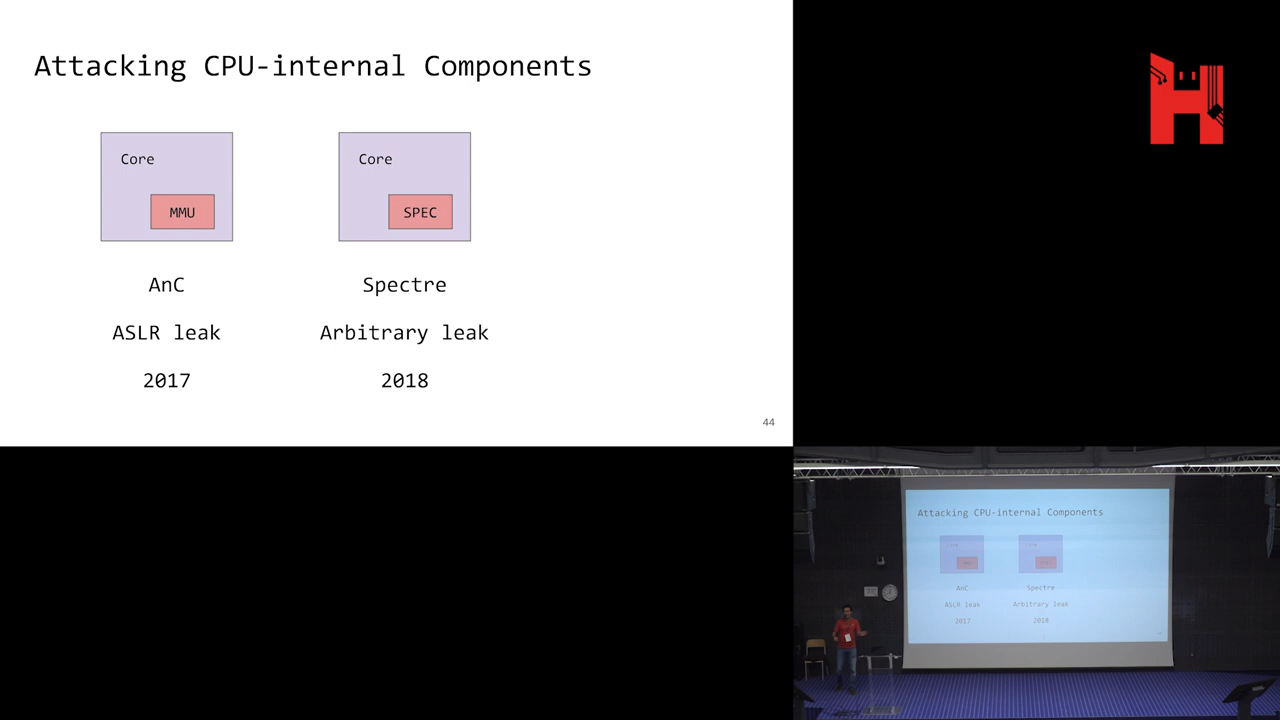 Attacking CPU-internal Components
Core
MMU
Core
SPEC
AnC
Spectre
ASLR leak
Arbitrary leak
2017
2018
44
H
Attacking CPU-internal Components
AnC
Spectre
ASLR leak
Arbitrary leak
2017
2018